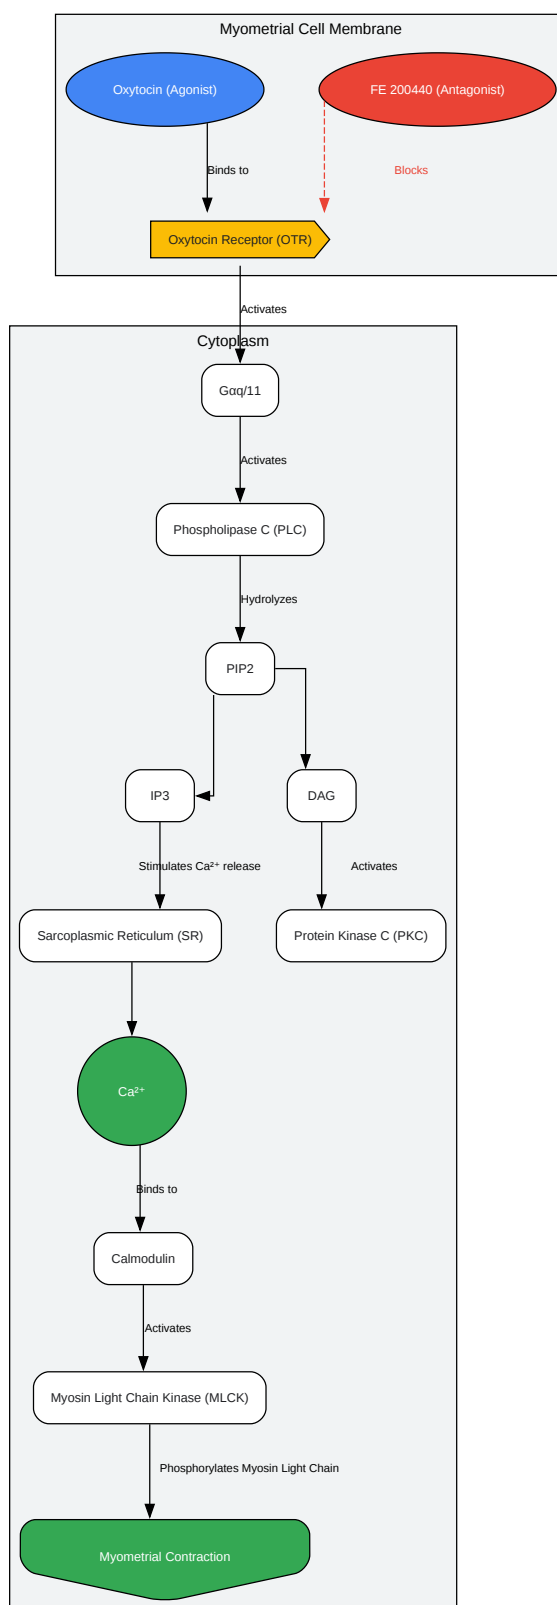 Myometrial Cell Membrane
Oxytocin (Agonist)
FE 200440 (Antagonist)
Binds to
Blocks
Oxytocin Receptor (OTR)
Activates
Cytoplasm
Gαq/11
Activates
Phospholipase C (PLC)
Hydrolyzes
PIP2
IP3
DAG
Stimulates Ca²⁺ release
Activates
Sarcoplasmic Reticulum (SR)
Protein Kinase C (PKC)
Ca²⁺
Binds to
Calmodulin
Activates
Myosin Light Chain Kinase (MLCK)
Phosphorylates Myosin Light Chain
Myometrial Contraction